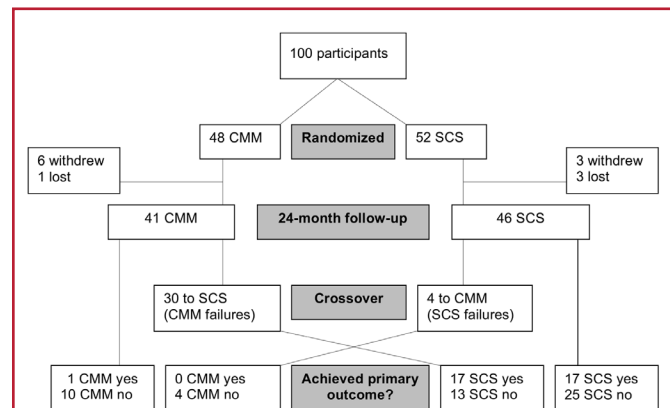 100 participants
48 CMM
Randomized
52 SCS
6 withdrew
1 lost
3 withdrew
3 lost
41 CMM
24-month follow-up
46 SCS
30 to SCS
(CMM failures)
Crossover
4 to CMM
(SCS failures)
1 CMM yes
10 CMM no
0 CMM yes
4 CMM no
Achieved primary
outcome?
17 SCS yes
13 SCS no
17 SCS yes
25 SCS no